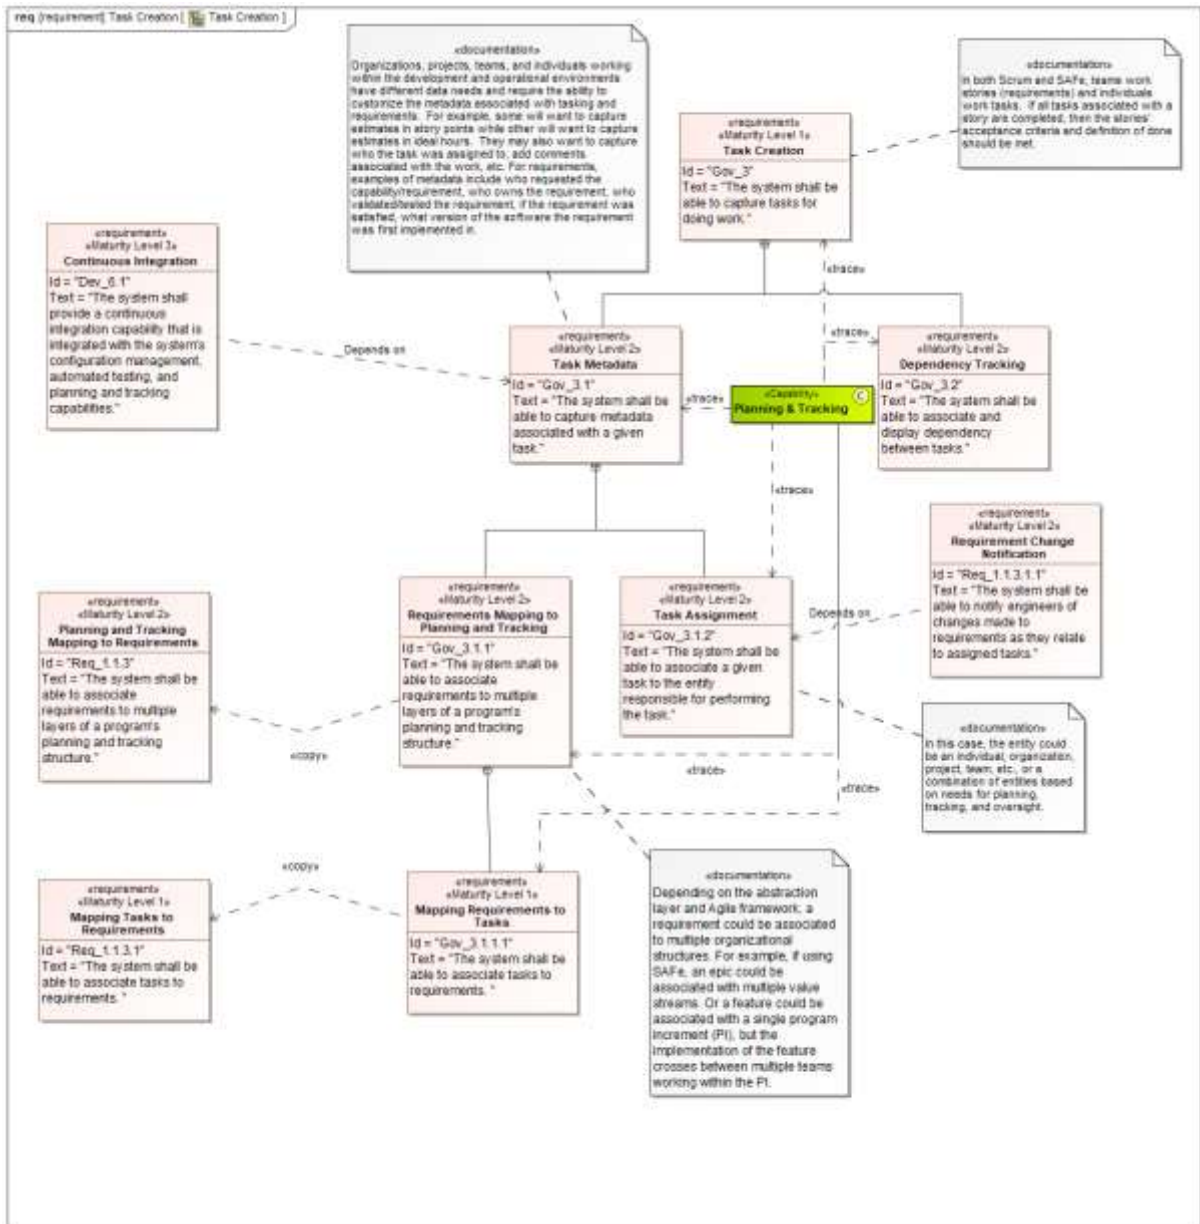 req [requirement] Task Creation [ Task Creation ]
«documentation»
Organizations, projects, teams, and individuals working
within the development and operational environments
have different data needs and require the ability to
customize the metadata associated with tasking and
requirements. For example, some will want to capture
estimates in story points while other will want to capture
estimates in ideal hours. They may also want to capture
who the task was assigned to, add comments
associated with the work, etc. For requirements,
examples of metadata include who requested the
capability/requirement, who owns the requirement, who
validated/tested the requirement, if the requirement was
satisfied, what version of the software the requirement
was first implemented in.
«documentation»
In both Scrum and SAFe, teams work
stories (requirements) and individuals
work tasks. If all tasks associated with a
story are completed, then the stories'
acceptance criteria and definition of done
should be met.
«requirement»
«Maturity Level 1»
Task Creation
Id = "Gov_3"
Text = "The system shall be
able to capture tasks for
doing work."
«requirement»
«Maturity Level 3»
Continuous Integration
Id = "Dev_6.1"
Text = "The system shall
provide a continuous
integration capability that is
integrated with the system's
configuration management,
automated testing, and
planning and tracking
capabilities."
Depends on
«trace»
«trace»
«requirement»
«Maturity Level 2»
Task Metadata
Id = "Gov_3.1"
Text = "The system shall be
able to capture metadata
associated with a given
task."
«trace»
«Capability»
C
Planning & Tracking
«requirement»
«Maturity Level 2»
Dependency Tracking
Id = "Gov_3.2"
Text = "The system shall be
able to associate and
display dependency
between tasks."
«trace»
«requirement»
«Maturity Level 2»
Requirement Change
Notification
Id = "Req_1.1.3.1.1"
Text = "The system shall be
able to notify engineers of
changes made to
requirements as they relate
to assigned tasks."
«requirement»
«Maturity Level 2»
Planning and Tracking
Mapping to Requirements
Id = "Req_1.1.3"
Text = "The system shall be
able to associate
requirements to multiple
layers of a program's
planning and tracking
structure."
«requirement»
«Maturity Level 2»
Requirements Mapping to
Planning and Tracking
Id = "Gov_3.1.1"
Text = "The system shall be
able to associate
requirements to multiple
layers of a program's
planning and tracking
structure."
«requirement»
«Maturity Level 2»
Task Assignment
Id = "Gov_3.1.2"
Text = "The system shall be
able to associate a given
task to the entity
responsible for performing
the task."
Depends on
«copy»
«trace»
«trace»
«documentation»
In this case, the entity could
be an individual, organization,
project, team, etc., or a
combination of entities based
on needs for planning,
tracking, and oversight.
«copy»
«requirement»
«Maturity Level 1»
Mapping Tasks to
Requirements
Id = "Req_1.1.3.1"
Text = "The system shall be
able to associate tasks to
requirements. "
«requirement»
«Maturity Level 1»
Mapping Requirements to
Tasks
Id = "Gov_3.1.1.1"
Text = "The system shall be
able to associate tasks to
requirements. "
«documentation»
Depending on the abstraction
layer and Agile framework, a
requirement could be associated
to multiple organizational
structures. For example, if using
SAFe, an epic could be
associated with multiple value
streams. Or a feature could be
associated with a single program
increment (PI), but the
implementation of the feature
crosses between multiple teams
working within the PI.